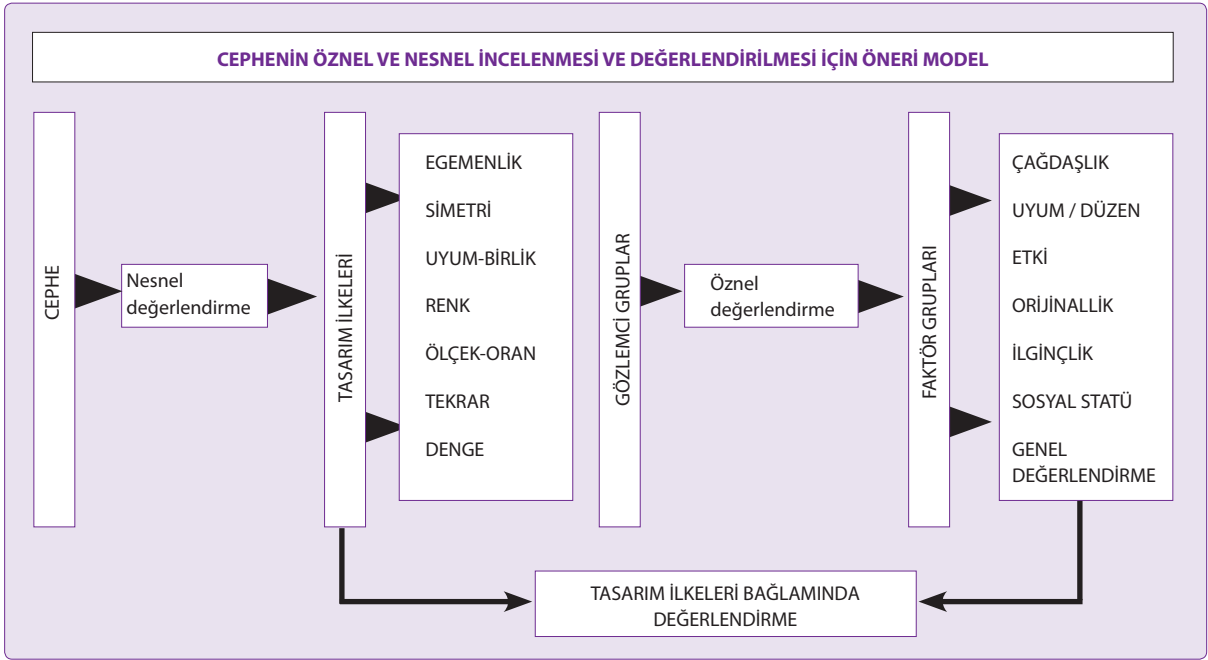 CEPHENİN ÖZNEL VE NESNEL İNCELENMESİ VE DEĞERLENDİRİLMESİ İÇİN ÖNERİ MODEL
CEPHE
Nesnel
değerlendirme
TASARIM İLKELERİ
EGEMENLİK
SİMETRİ
UYUM-BİRLİK
RENK
ÖLÇEK-ORAN
TEKRAR
DENGE
GÖZLEMCİ GRUPLAR
Öznel
değerlendirme
FAKTÖR GRUPLARI
ÇAĞDAŞLIK
UYUM / DÜZEN
ETKİ
ORİJİNALLİK
İLGİNÇLİK
SOSYAL STATÜ
GENEL
DEĞERLENDİRME
TASARIM İLKELERİ BAĞLAMINDA
DEĞERLENDİRME